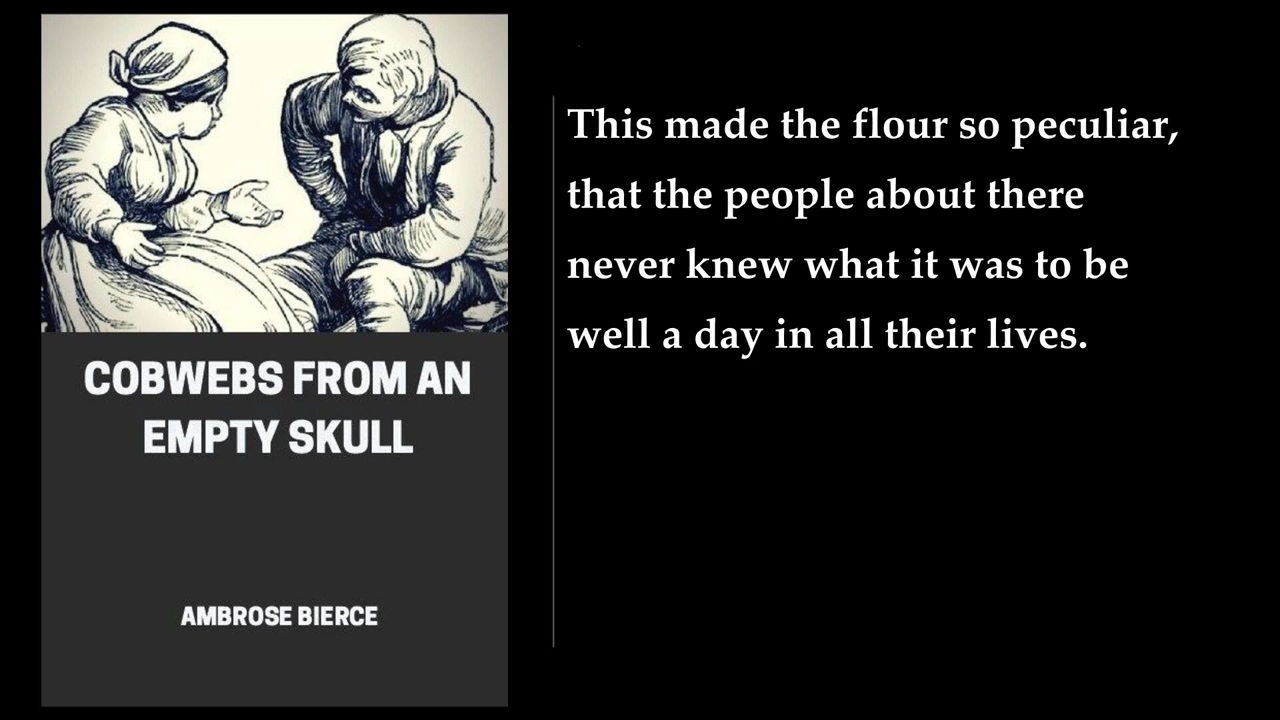 COBWEBS FROM AN
EMPTY SKULL
AMBROSE BIERCE
This made the flour so peculiar,
that the people about there
never knew what it was to be
well a day in all their lives.